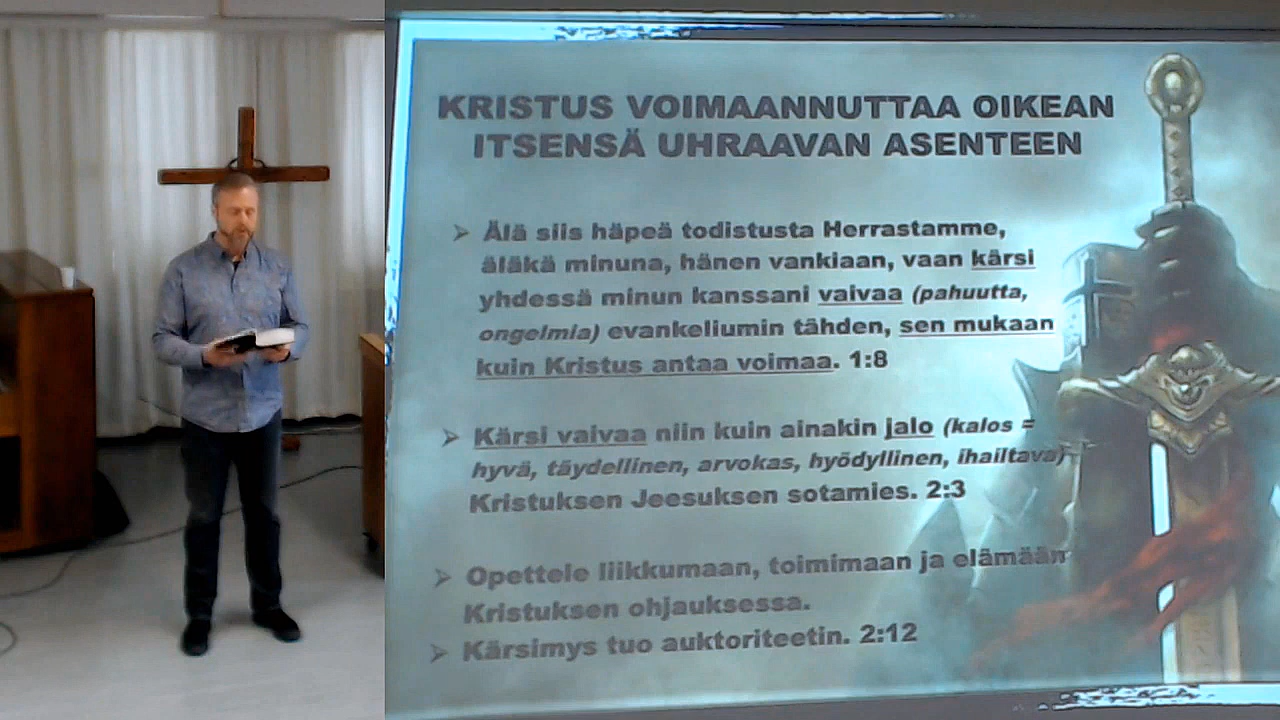 KRISTUS VOIMAANNUTTAA OIKEAN
ITSENSÄ UHRAAVAN ASENTEEN
➢ Älä siis häpeä todistusta Herrastamme,
äläkä minuna, hänen vankiaan, vaan kärsi
yhdessä minun kanssani vaivaa (pahuutta,
ongelmia) evankeliumin tähden, sen mukaan
kuin Kristus antaa voimaa. 1:8
➢ Kärsi vaivaa niin kuin ainakin jalo (kalos =
hyvä, täydellinen, arvokas, hyödyllinen, ihailtava)
Kristuksen Jeesuksen sotamies. 2:3
➢ Opettele liikkumaan, toimimaan ja elämään
Kristuksen ohjauksessa.
➢ Kärsimys tuo auktoriteetin. 2:12